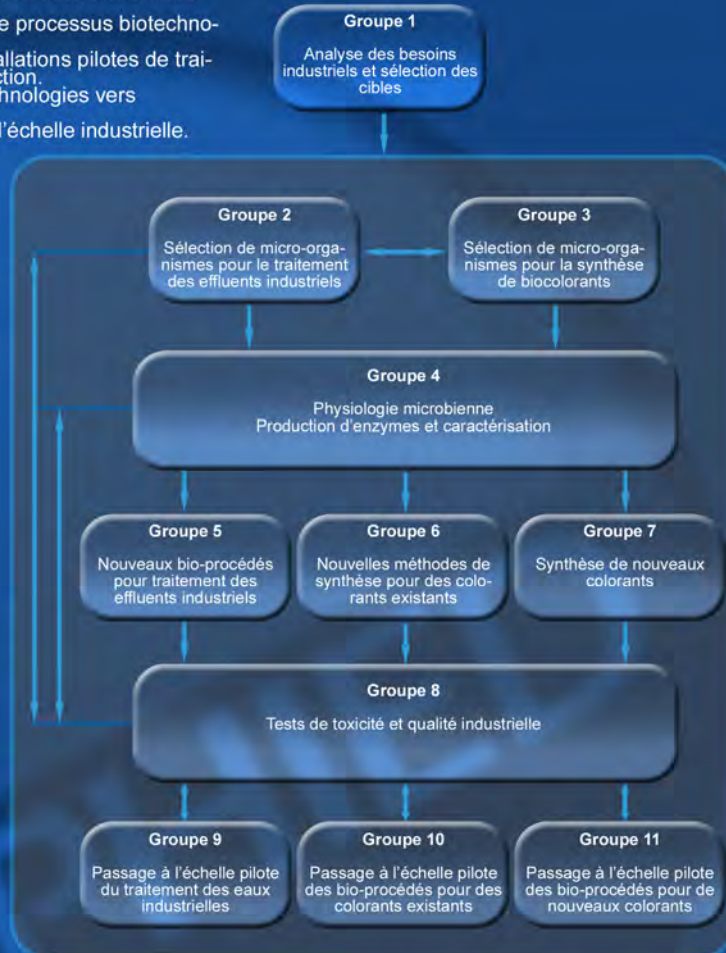 e processus biotechno-
allations pilotes de trai-
ction.
chnologies vers
l'échelle industrielle.
Groupe 1
Analyse des besoins
industriels et sélection des
cibles
Groupe 2
Sélection de micro-orga-
nismes pour le traitement
des effluents industriels
Groupe 3
Sélection de micro-orga-
nismes pour la synthèse
de biocolorants
Groupe 4
Physiologie microbienne
Production d'enzymes et caractérisation
Groupe 5
Nouveaux bio-procédés
pour traitement des
effluents industriels
Groupe 6
Nouvelles méthodes de
synthèse pour des colo-
rants existants
Groupe 7
Synthèse de nouveaux
colorants
Groupe 8
Tests de toxicité et qualité industrielle
Groupe 9
Passage à l'échelle pilote
du traitement des eaux
industrielles
Groupe 10
Passage à l'échelle pilote
des bio-procédés pour des
colorants existants
Groupe 11
Passage à l'échelle pilote
des bio-procédés pour de
nouveaux colorants